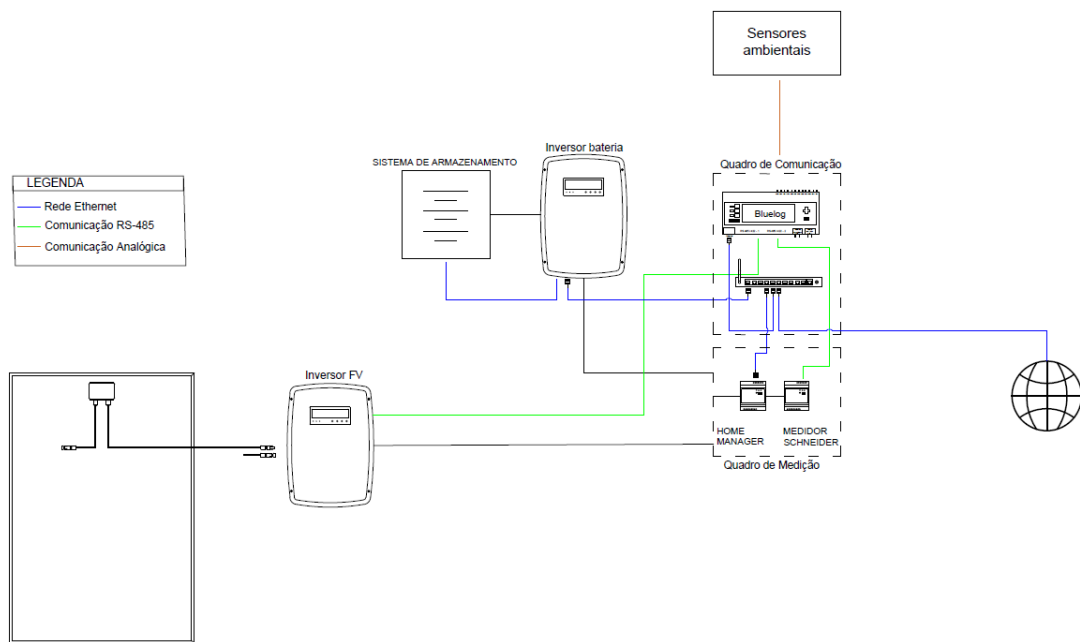 Sensores
ambientais
Inversor bateria
SISTEMA DE ARMAZENAMENTO
Quadro de Comunicação
LEGENDA
Rede Ethernet
Comunicação RS-485
Comunicação Analógica
Bluelog
Inversor FV
HOME
MANAGER
MEDIDOR
SCHNEIDER
Quadro de Medição